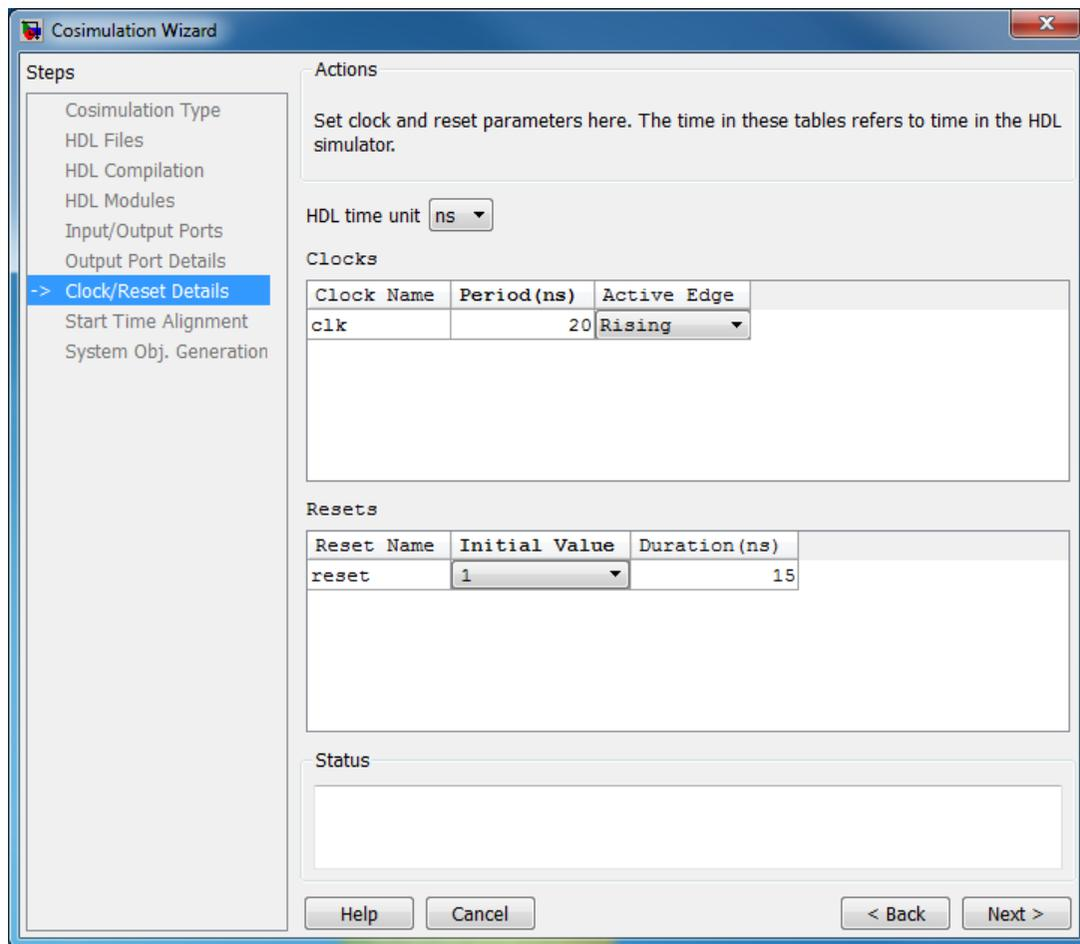 Cosimulation Wizard
Steps
Cosimulation Type
HDL Files
HDL Compilation
HDL Modules
Input/Output Ports
Output Port Details
-> Clock/Reset Details
Start Time Alignment
System Obj. Generation
Actions
Set clock and reset parameters here. The time in these tables refers to time in the HDL
simulator.
HDL time unit ns
Clocks
Clock Name Period(ns) Active Edge
clk 20 Rising
Resets
Reset Name Initial Value Duration(ns)
reset 1 15
Status
Help Cancel < Back Next >